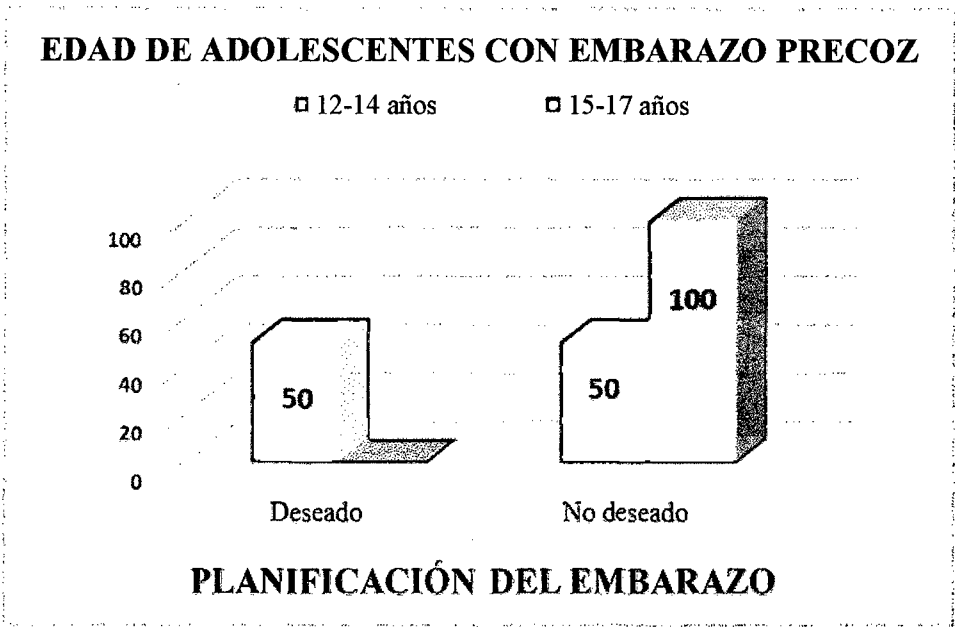 EDAD DE ADOLESCENTES CON EMBARAZO PRECOZ
12-14 años 15-17 años
100
80
60
40
20
0
50
50
100
Deseado No deseado
PLANIFICACIÓN DEL EMBARAZO